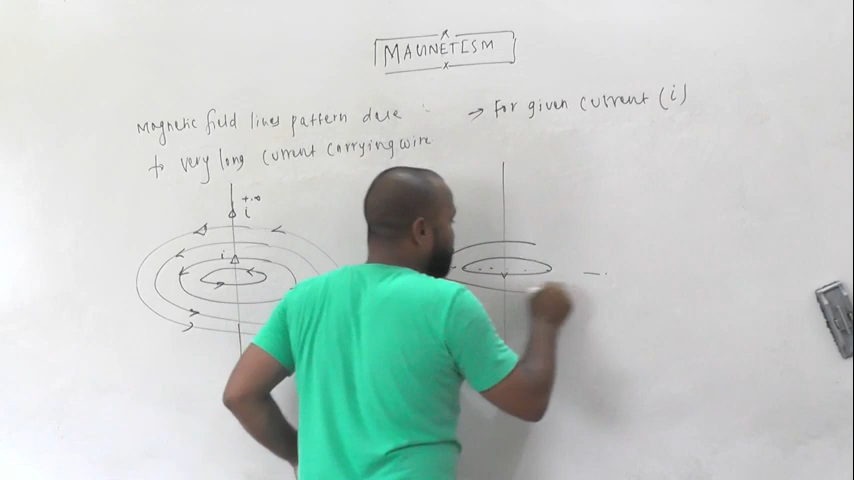 MAGNETISM
Magnetic field lines pattern due
to very long current carrying wire
→ For given current (i)
+∞
i
i